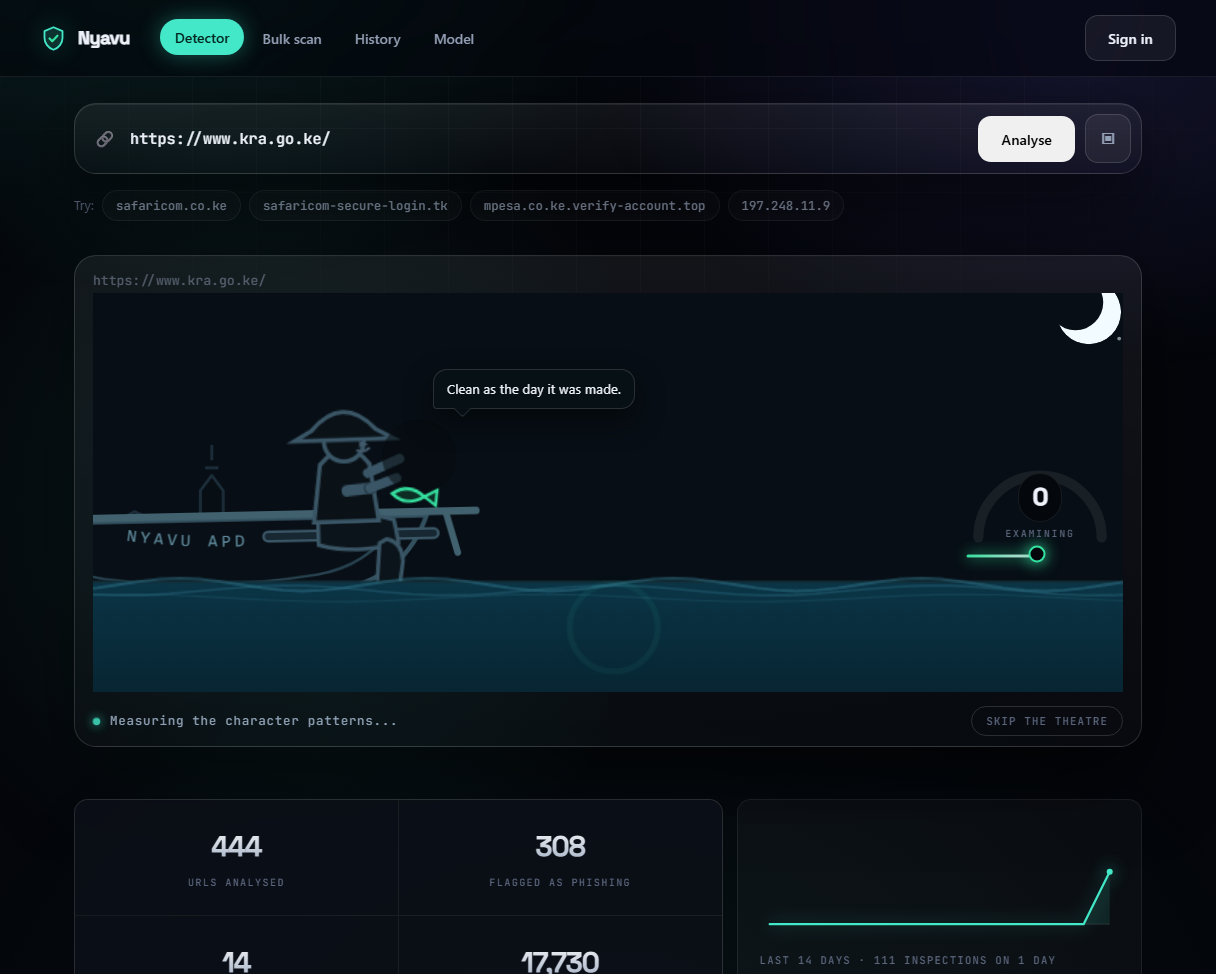 Nyavu Detector Bulk scan History Model Sign in
https://www.kra.go.ke/ Analyse
Try: safaricom.co.ke safaricom-secure-login.tk mpesa.co.ke.verify-account.top 197.248.11.9
https://www.kra.go.ke/
Clean as the day it was made.
0
EXAMINING
NYAVU APD
Measuring the character patterns... SKIP THE THEATRE
444 308
URLS ANALYSED FLAGGED AS PHISHING
14 17,730
LAST 14 DAYS · 111 INSPECTIONS ON 1 DAY